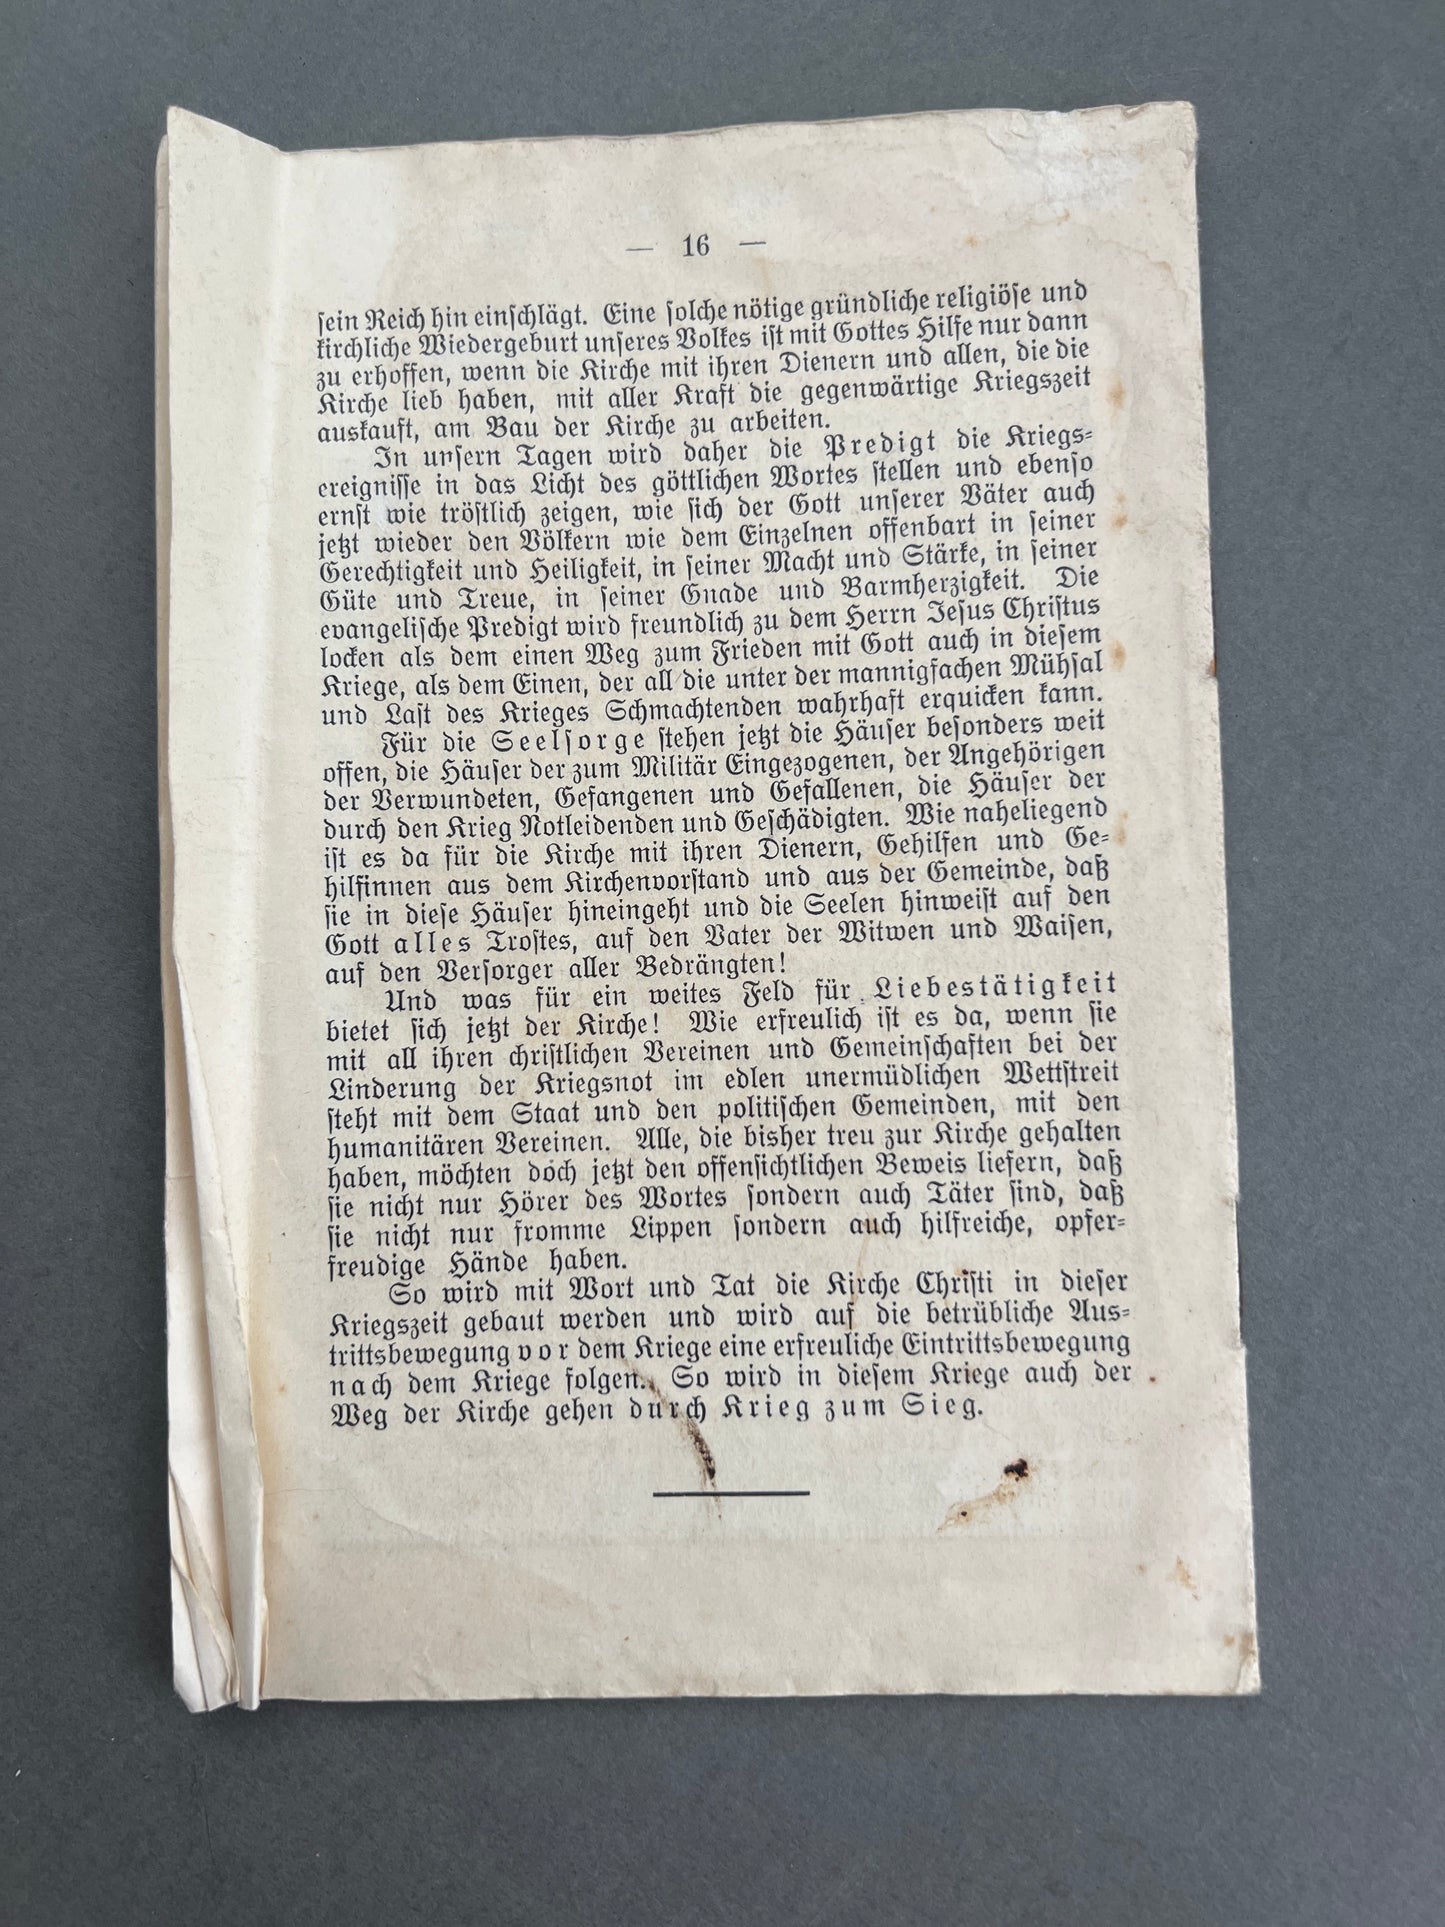 — 16 —
sein Reich hin einschlägt. Eine solche nötige gründliche religiöse und
kirchliche Wiedergeburt unseres Volkes ist mit Gottes Hilfe nur dann
zu erhoffen, wenn die Kirche mit ihren Dienern und allen, die die
Kirche lieb haben, mit aller Kraft die gegenwärtige Kriegszeit
auskauft, am Bau der Kirche zu arbeiten.
In unsern Tagen wird daher die Predigt die Kriegs-
ereignisse in das Licht des göttlichen Wortes stellen und ebenso
ernst wie tröstlich zeigen, wie sich der Gott unserer Väter auch
jetzt wieder den Völkern wie dem Einzelnen offenbart in seiner
Gerechtigkeit und Heiligkeit, in seiner Macht und Stärke, in seiner
Güte und Treue, in seiner Gnade und Barmherzigkeit. Die
evangelische Predigt wird freundlich zu dem Herrn Jesus Christus
locken als dem einen Weg zum Frieden mit Gott auch in diesem
Kriege, als dem Einen, der all die unter der mannigfachen Mühsal
und Last des Krieges Schmachtenden wahrhaft erquicken kann.
Für die Seelsorge stehen jetzt die Häuser besonders weit
offen, die Häuser der zum Militär Eingezogenen, der Angehörigen
der Verwundeten, Gefangenen und Gefallenen, die Häuser der
durch den Krieg Notleidenden und Geschädigten. Wie naheliegend
ist es da für die Kirche mit ihren Dienern, Gehilfen und Ge-
hilfinnen aus dem Kirchenvorstand und aus der Gemeinde, daß
sie in diese Häuser hineingeht und die Seelen hinweist auf den
Gott alles Trostes, auf den Vater der Witwen und Waisen,
auf den Versorger aller Bedrängten!
Und was für ein weites Feld für Liebestätigkeit
bietet sich jetzt der Kirche! Wie erfreulich ist es da, wenn sie
mit all ihren christlichen Vereinen und Gemeinschaften bei der
Linderung der Kriegsnot im edlen unermüdlichen Wettstreit
steht mit dem Staat und den politischen Gemeinden, mit den
humanitären Vereinen. Alle, die bisher treu zur Kirche gehalten
haben, möchten doch jetzt den offensichtlichen Beweis liefern, daß
sie nicht nur Hörer des Wortes sondern auch Täter sind, daß
sie nicht nur fromme Lippen sondern auch hilfreiche, opfer-
freudige Hände haben.
So wird mit Wort und Tat die Kirche Christi in dieser
Kriegszeit gebaut werden und wird auf die betrübliche Aus-
trittsbewegung vor dem Kriege eine erfreuliche Eintrittsbewegung
nach dem Kriege folgen. So wird in diesem Kriege auch der
Weg der Kirche gehen durch Krieg zum Sieg.